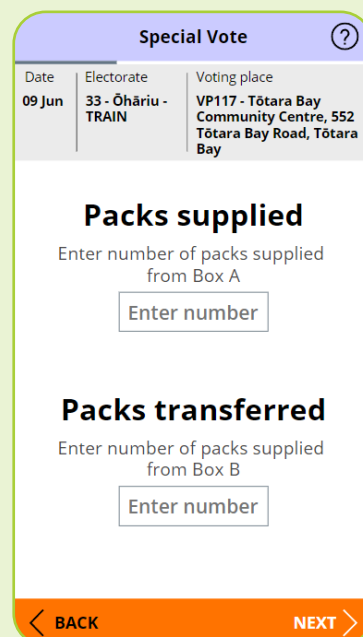 Special Vote ?
Date Electorate Voting place
09 Jun 33 - Ōhāriu - VP117 - Tōtara Bay
TRAIN Community Centre, 552
Tōtara Bay Road, Tōtara
Bay
Packs supplied
Enter number of packs supplied
from Box A
Enter number
Packs transferred
Enter number of packs supplied
from Box B
Enter number
BACK NEXT